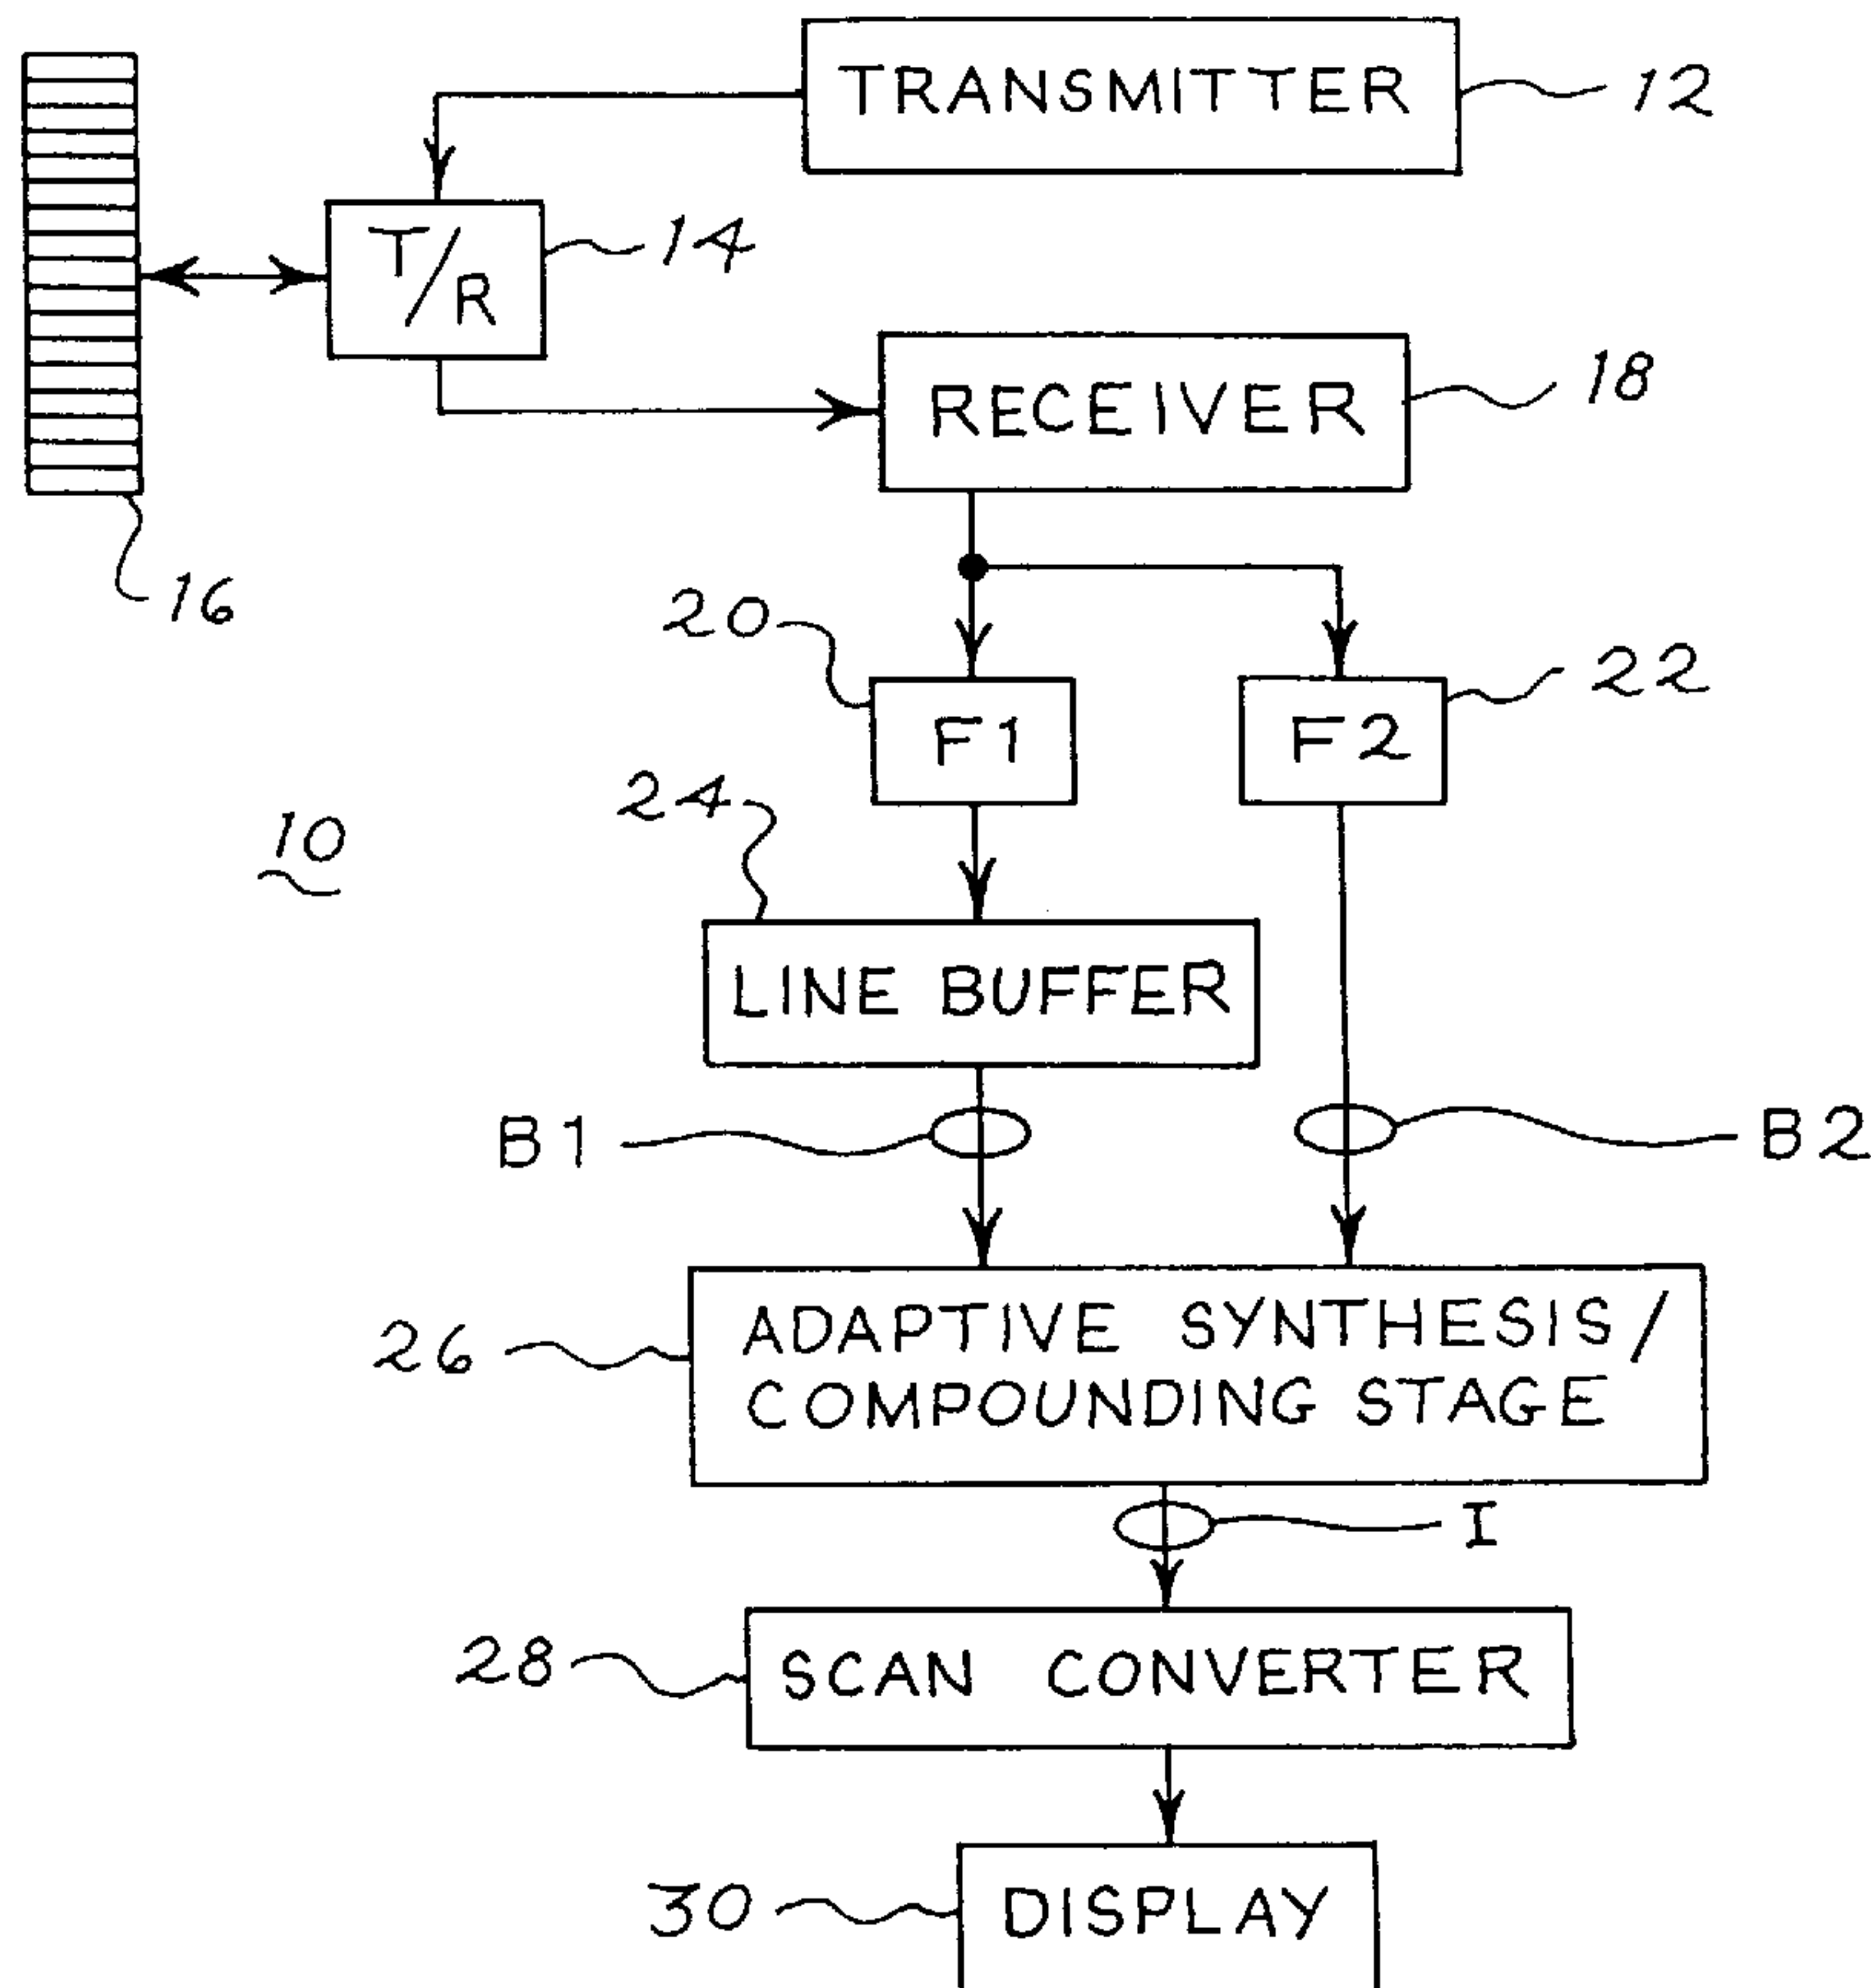 TRANSMITTER
12
T/R
14
RECEIVER
18
16
20
22
F1
F2
24
10
LINE BUFFER
B1
B2
26
ADAPTIVE SYNTHESIS/
COMPOUNDING STAGE
I
28
SCAN CONVERTER
30
DISPLAY